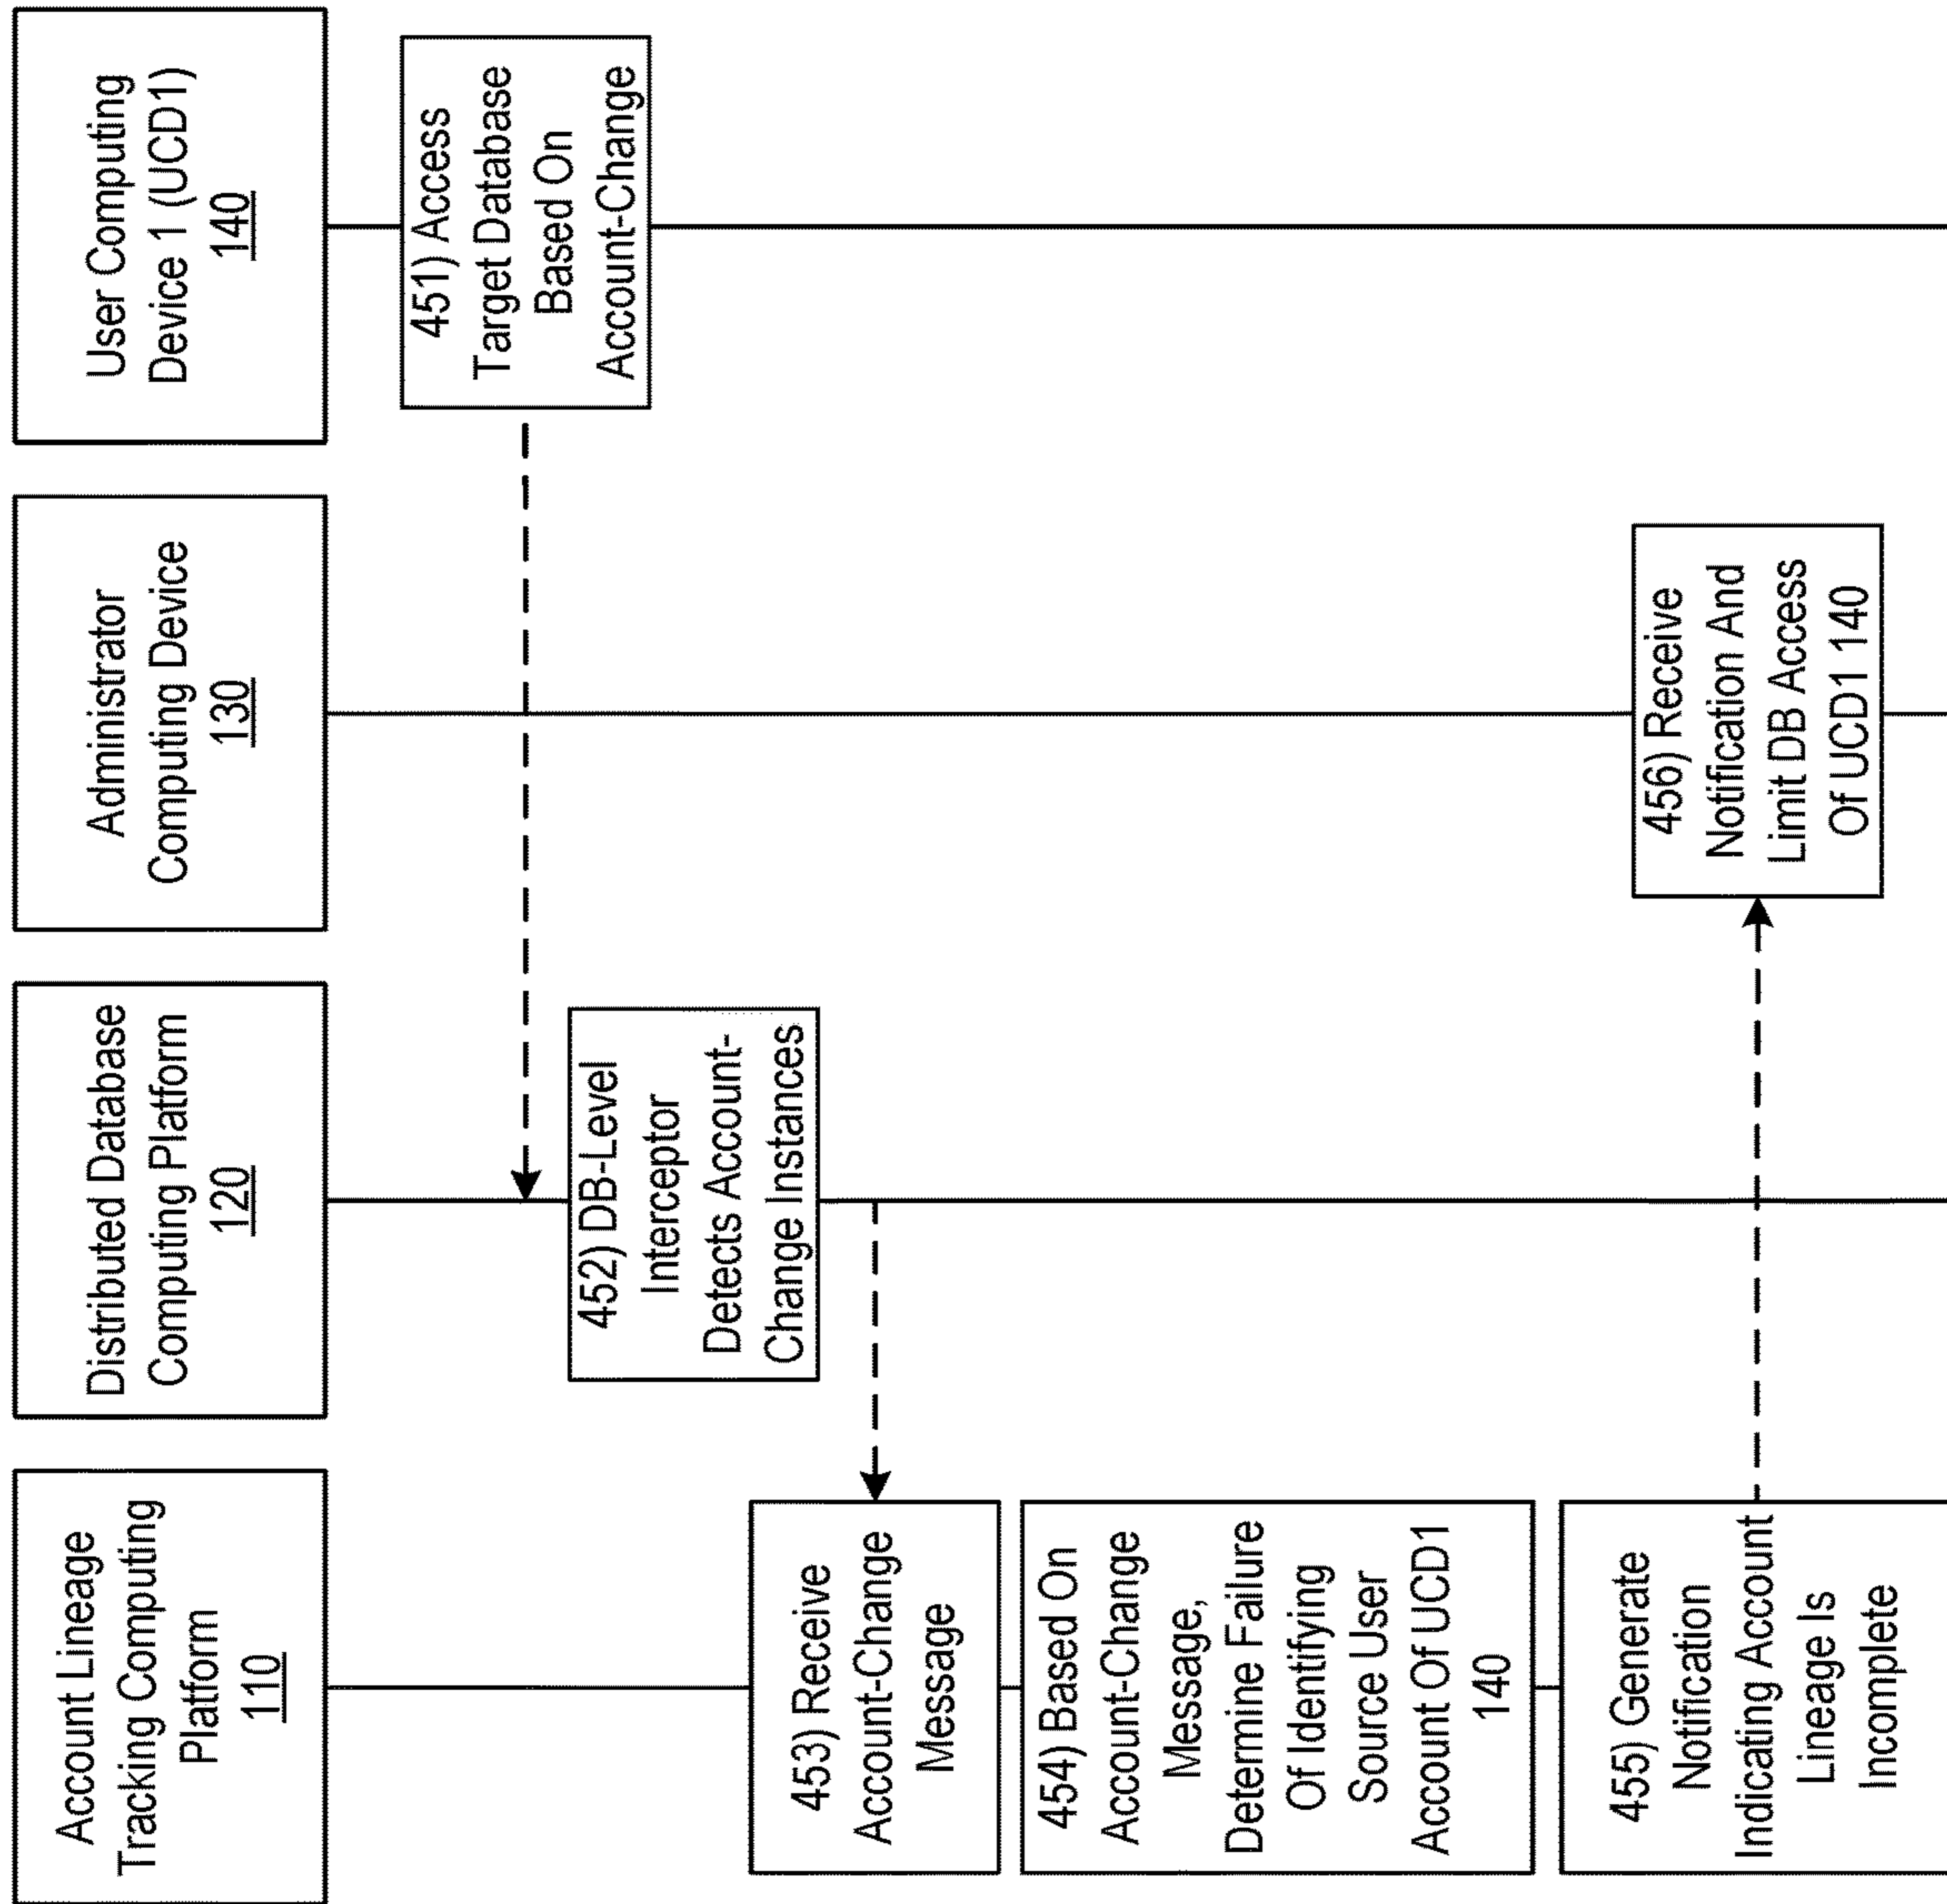 Account Lineage
Tracking Computing
Platform
110
Distributed Database
Computing Platform
120
Administrator
Computing Device
130
User Computing
Device 1 (UCD1)
140
451) Access
Target Database
Based On
Account-Change
452) DB-Level
Interceptor
Detects Account-
Change Instances
453) Receive
Account-Change
Message
454) Based On
Account-Change
Message,
Determine Failure
Of Identifying
Source User
Account Of UCD1
140
455) Generate
Notification
Indicating Account
Lineage Is
Incomplete
456) Receive
Notification And
Limit DB Access
Of UCD1 140